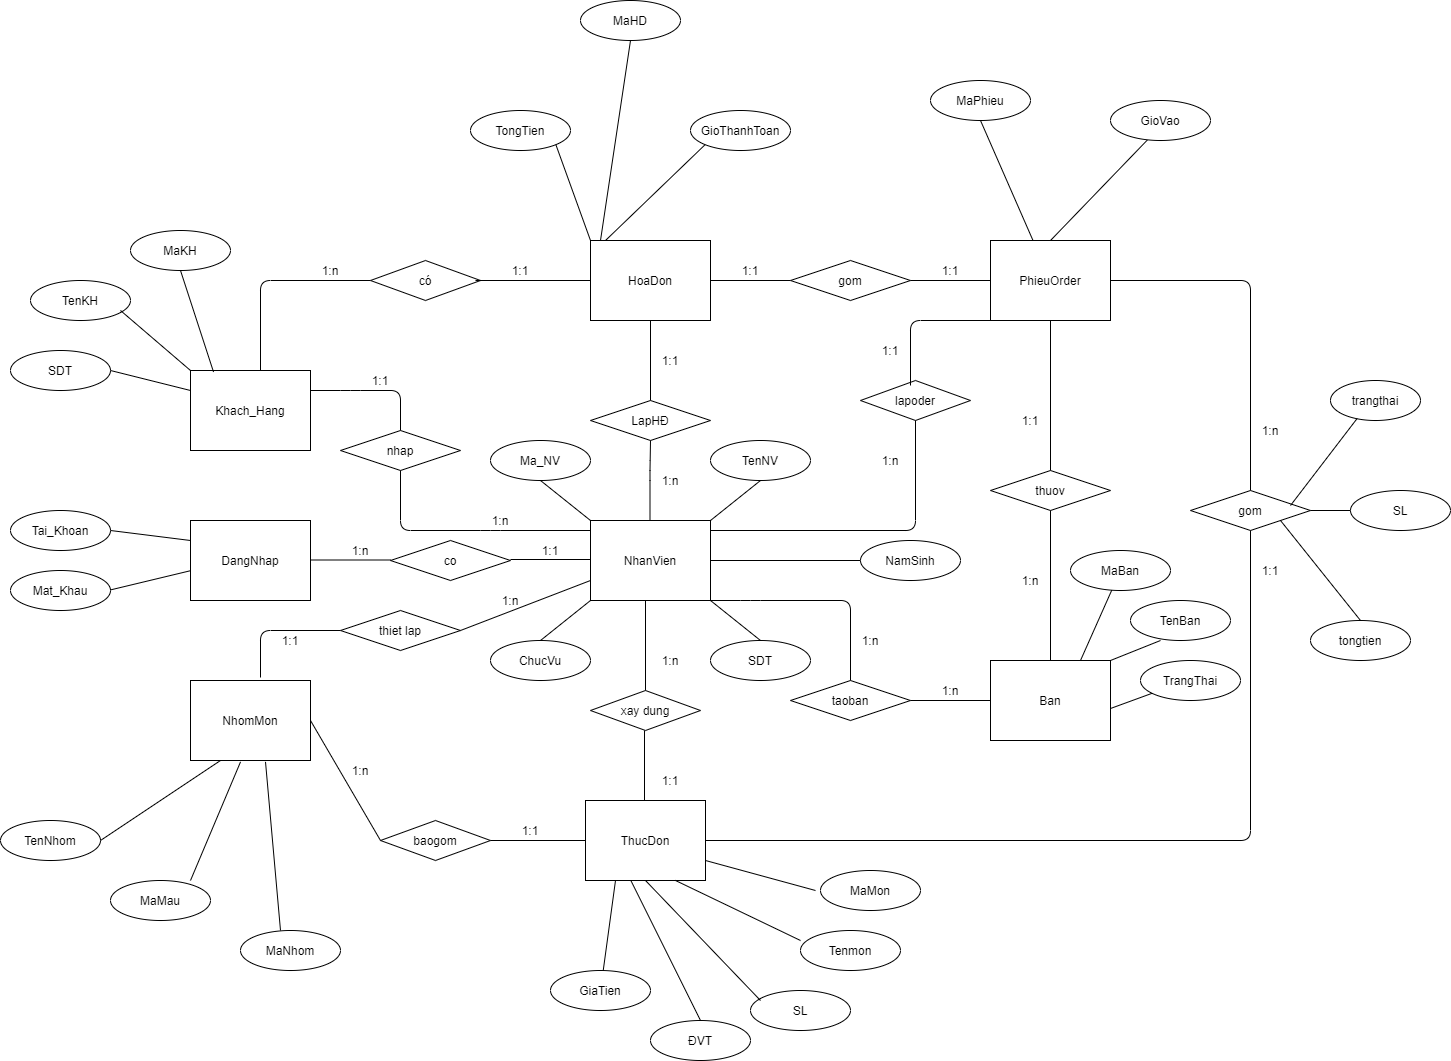 MaHD
MaPhieu
TongTien
GioThanhToan
GioVao
MaKH
TenKH
1:n
có
1:1
HoaDon
1:1
gom
1:1
PhieuOrder
SDT
1:1
1:1
1:1
Khach_Hang
LapHĐ
lapoder
trangthai
nhap
1:1
1:n
Ma_NV
TenNV
1:n
1:n
thuov
gom
SL
1:n
Tai_Khoan
DangNhap
1:n
co
1:1
NhanVien
NamSinh
Mat_Khau
1:n
MaBan
1:1
1:n
TenBan
thiet lap
1:1
1:n
tongtien
ChucVu
SDT
1:n
TrangThai
NhomMon
xay dung
taoban
1:n
Ban
1:n
1:1
TenNhom
baogom
1:1
ThucDon
MaMau
MaMon
MaNhom
Tenmon
GiaTien
SL
ĐVT